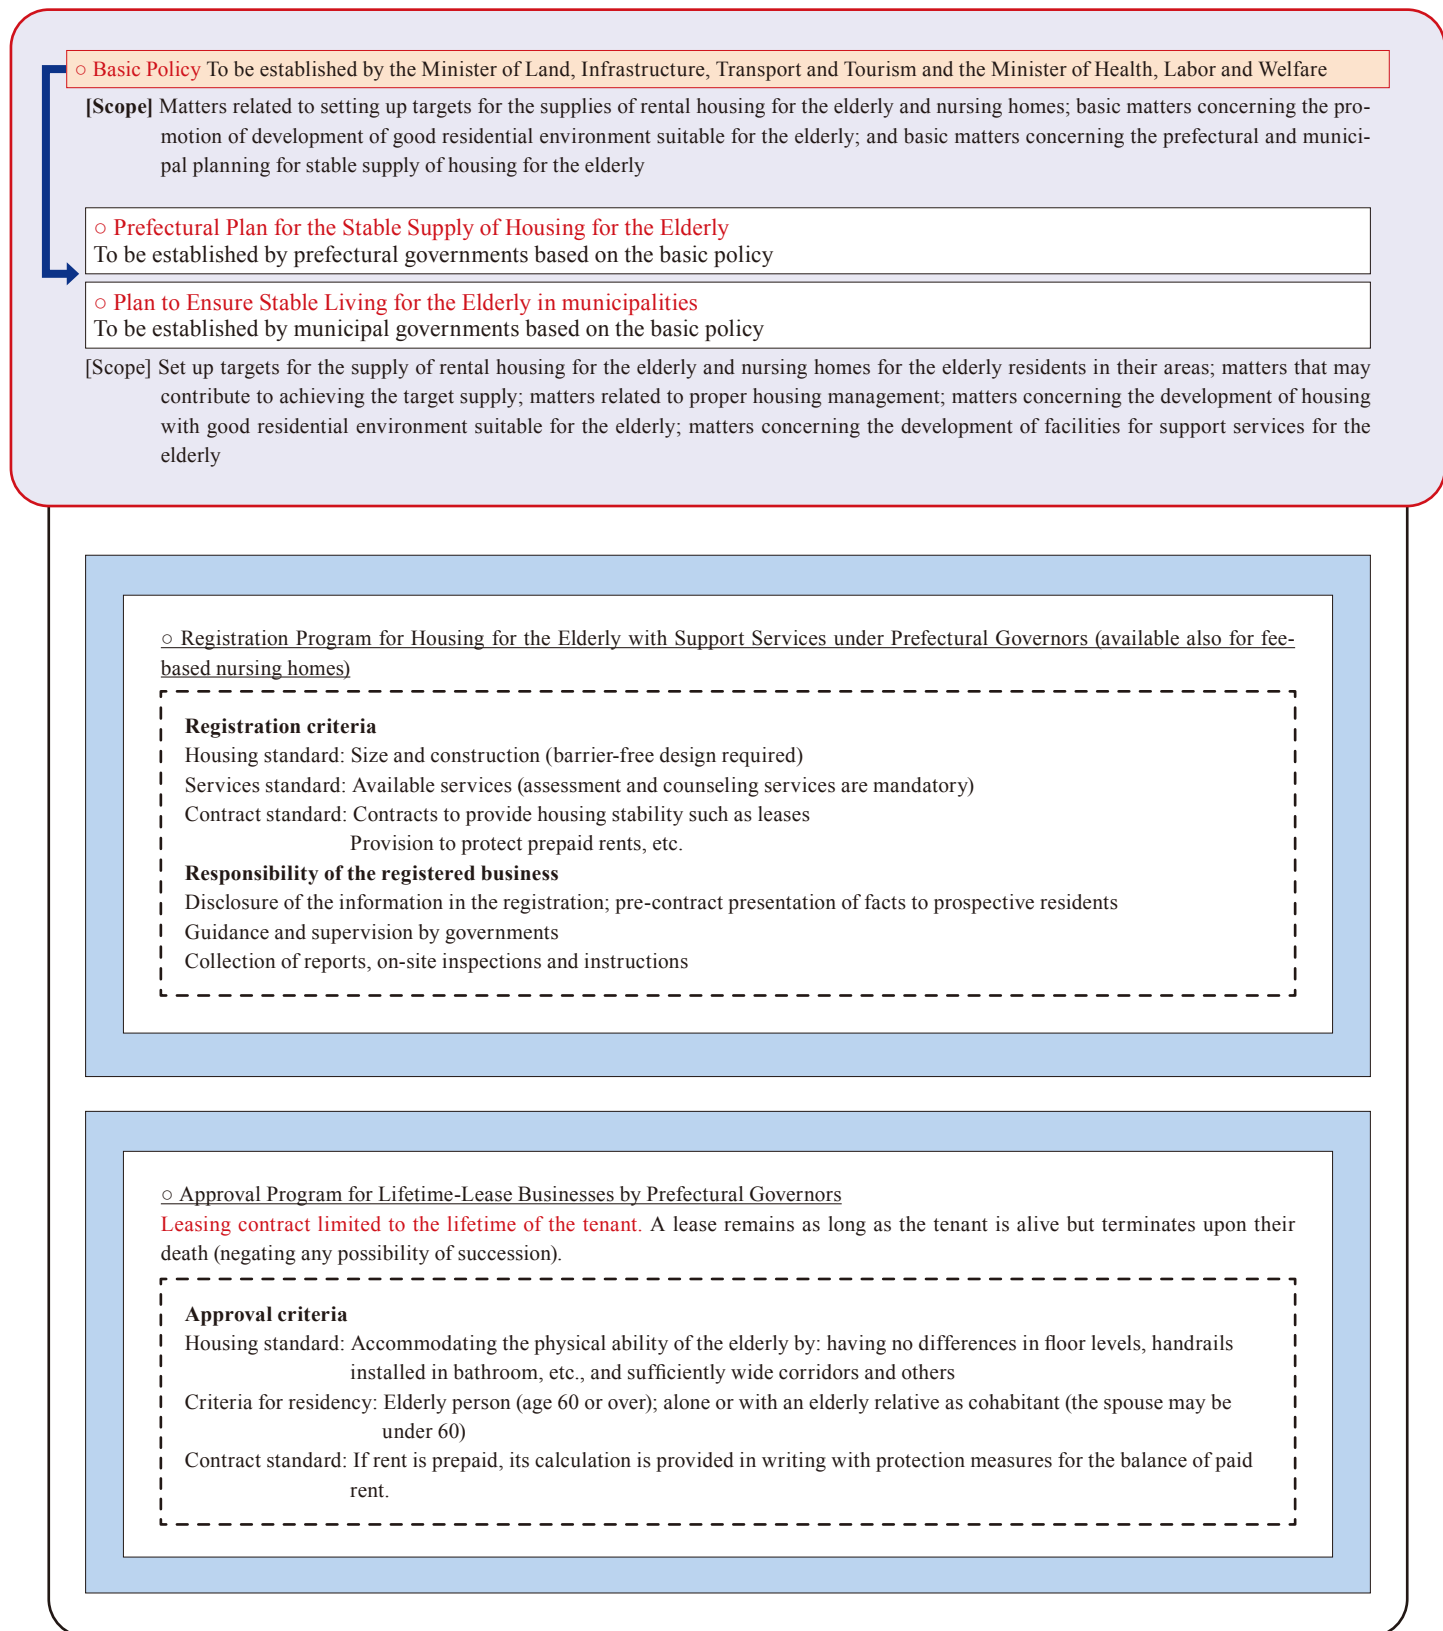 ○ Basic Policy To be established by the Minister of Land, Infrastructure, Transport and Tourism and the Minister of Health, Labor and Welfare
[Scope] Matters related to setting up targets for the supplies of rental housing for the elderly and nursing homes; basic matters concerning the pro-
motion of development of good residential environment suitable for the elderly; and basic matters concerning the prefectural and munici-
pal planning for stable supply of housing for the elderly
○ Prefectural Plan for the Stable Supply of Housing for the Elderly
To be established by prefectural governments based on the basic policy
○ Plan to Ensure Stable Living for the Elderly in municipalities
To be established by municipal governments based on the basic policy
[Scope] Set up targets for the supply of rental housing for the elderly and nursing homes for the elderly residents in their areas; matters that may
contribute to achieving the target supply; matters related to proper housing management; matters concerning the development of housing
with good residential environment suitable for the elderly; matters concerning the development of facilities for support services for the
elderly
○ Registration Program for Housing for the Elderly with Support Services under Prefectural Governors (available also for fee-
based nursing homes)
Registration criteria
Housing standard: Size and construction (barrier-free design required)
Services standard: Available services (assessment and counseling services are mandatory)
Contract standard: Contracts to provide housing stability such as leases
Provision to protect prepaid rents, etc.
Responsibility of the registered business
Disclosure of the information in the registration; pre-contract presentation of facts to prospective residents
Guidance and supervision by governments
Collection of reports, on-site inspections and instructions
○ Approval Program for Lifetime-Lease Businesses by Prefectural Governors
Leasing contract limited to the lifetime of the tenant. A lease remains as long as the tenant is alive but terminates upon their
death (negating any possibility of succession).
Approval criteria
Housing standard: Accommodating the physical ability of the elderly by: having no differences in floor levels, handrails
installed in bathroom, etc., and sufficiently wide corridors and others
Criteria for residency: Elderly person (age 60 or over); alone or with an elderly relative as cohabitant (the spouse may be
under 60)
Contract standard: If rent is prepaid, its calculation is provided in writing with protection measures for the balance of paid
rent.